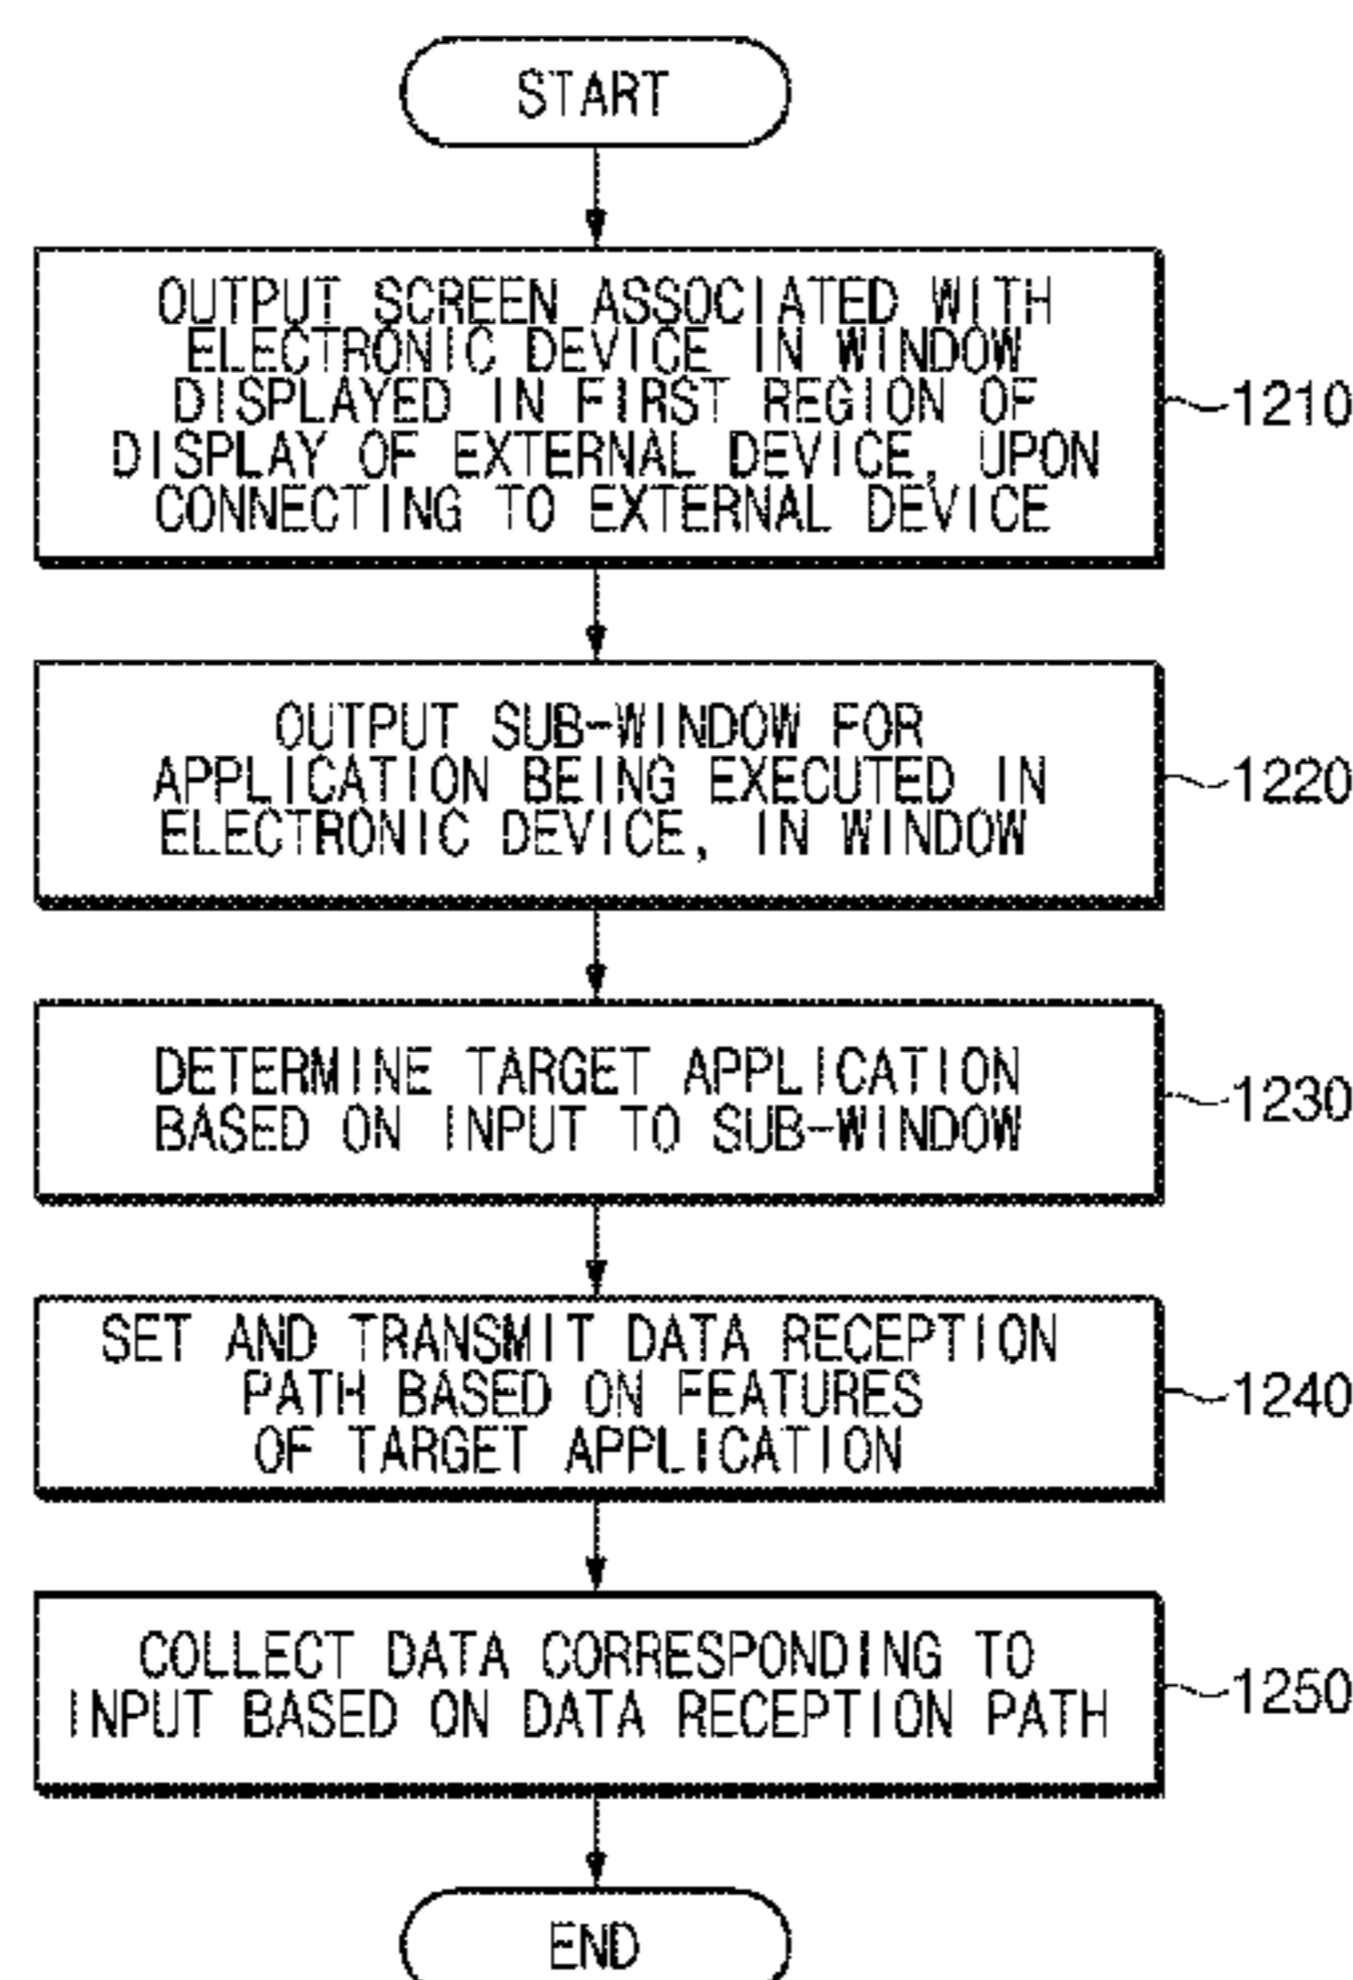 START
OUTPUT SCREEN ASSOCIATED WITH
ELECTRONIC DEVICE IN WINDOW
DISPLAYED IN FIRST REGION OF
DISPLAY OF EXTERNAL DEVICE, UPON
CONNECTING TO EXTERNAL DEVICE
1210
OUTPUT SUB-WINDOW FOR
APPLICATION BEING EXECUTED IN
ELECTRONIC DEVICE, IN WINDOW
1220
DETERMINE TARGET APPLICATION
BASED ON INPUT TO SUB-WINDOW
1230
SET AND TRANSMIT DATA RECEPTION
PATH BASED ON FEATURES
OF TARGET APPLICATION
1240
COLLECT DATA CORRESPONDING TO
INPUT BASED ON DATA RECEPTION PATH
1250
END